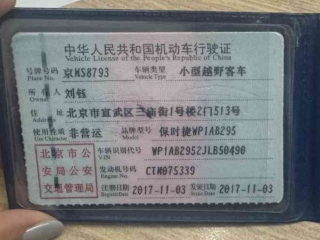 中华人民共和国机动车行驶证
Vehicle License of the People's Republic of China
号牌号码 京MS8793 车辆类型 小型越野客车
Plate No. Vehicle Type
所有人 刘钰
Owner
住址 北京市宣武区三庙街1号楼2门513号
使用性质 非营运 品牌型号 保时捷WP1AB295
Use Character Model
北京市公安局公安交通管理局
车辆识别代号 WP1AB2952JLB50490
VIN
发动机号码 CTM075339
Engine No.
注册日期 2017-11-03 发证日期 2017-11-03
Register Date Issue Date